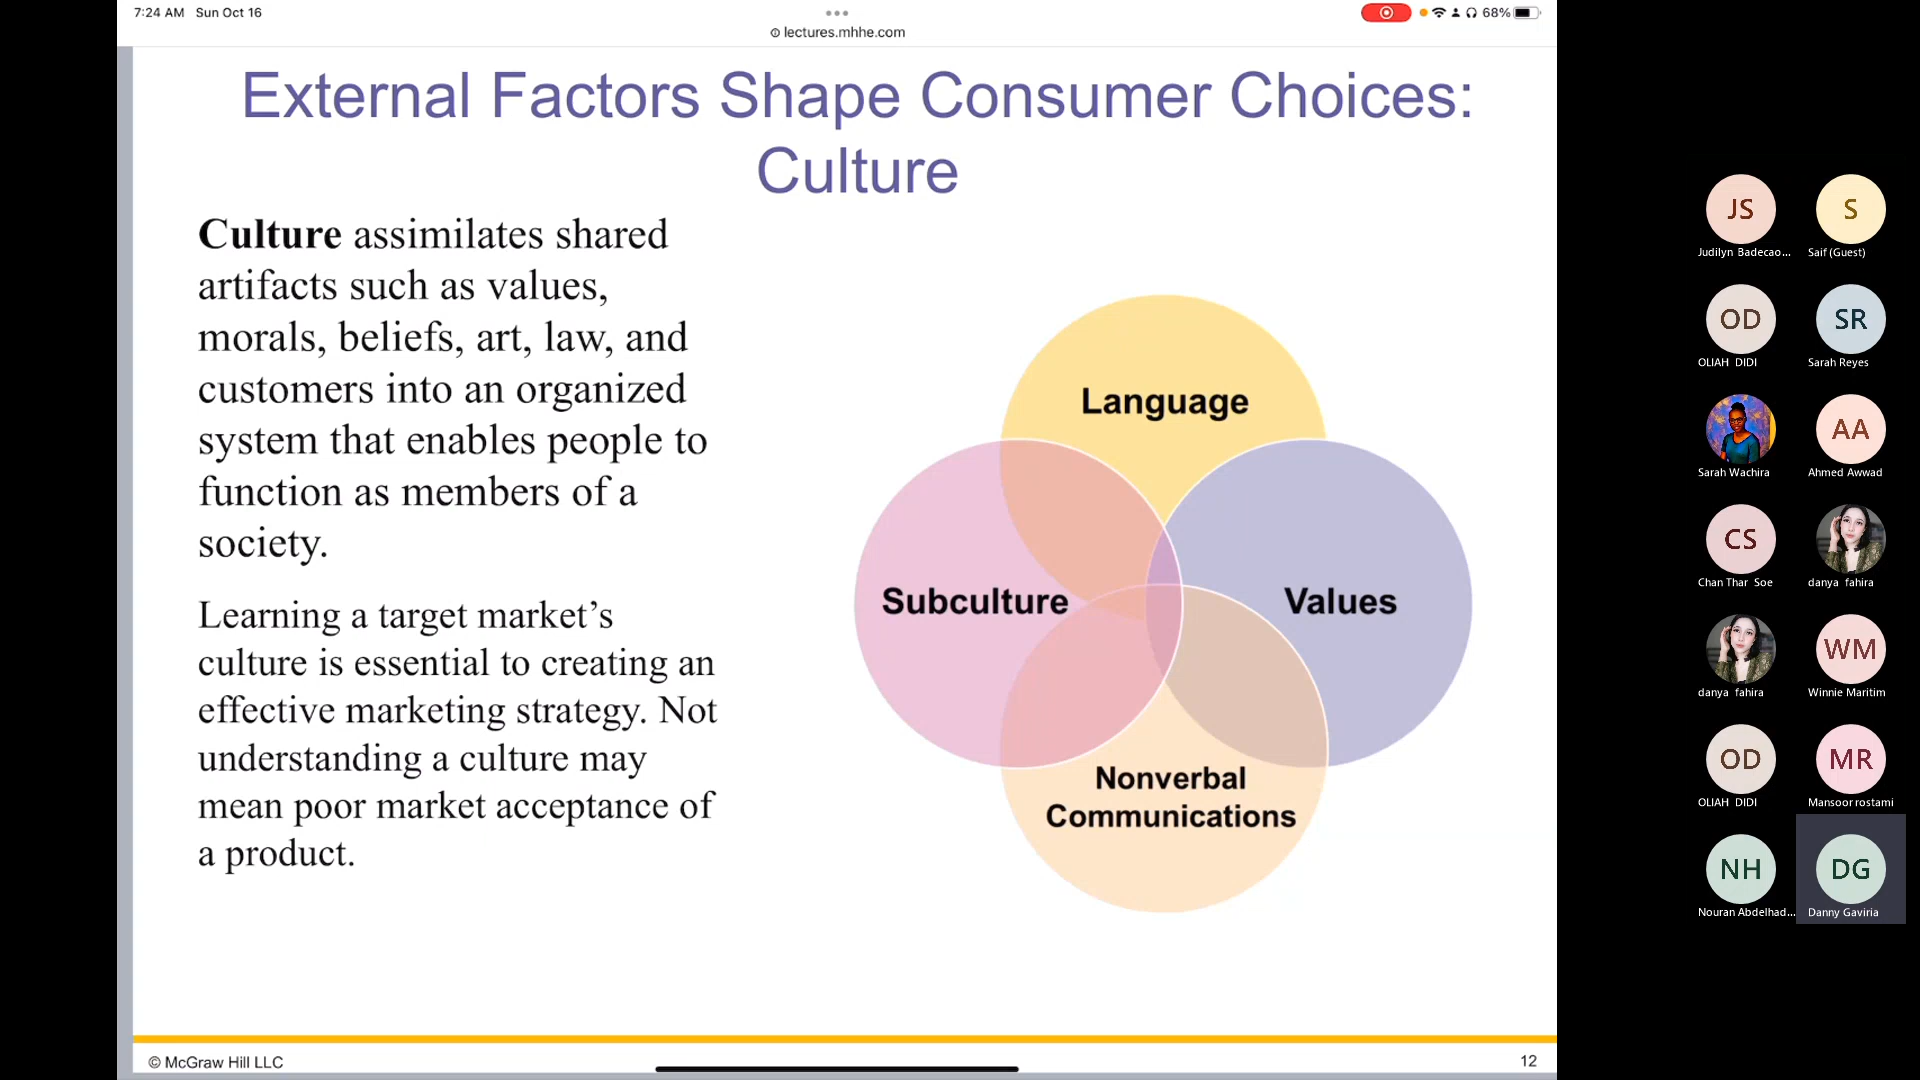 7:24 AM Sun Oct 16
68%
lectures.mhhe.com
External Factors Shape Consumer Choices:
Culture
Culture assimilates shared
artifacts such as values,
morals, beliefs, art, law, and
customers into an organized
system that enables people to
function as members of a
society.
Learning a target market’s
culture is essential to creating an
effective marketing strategy. Not
understanding a culture may
mean poor market acceptance of
a product.
Language
Subculture
Values
Nonverbal
Communications
© McGraw Hill LLC
12
JS
Judilyn Badecao...
S
Saif (Guest)
OD
OLIAH DIDI
SR
Sarah Reyes
Sarah Wachira
AA
Ahmed Awwad
CS
Chan Thar Soe
danya fahira
danya fahira
WM
Winnie Maritim
OD
OLIAH DIDI
MR
Mansoor rostami
NH
Nouran Abdelhad...
DG
Danny Gaviria